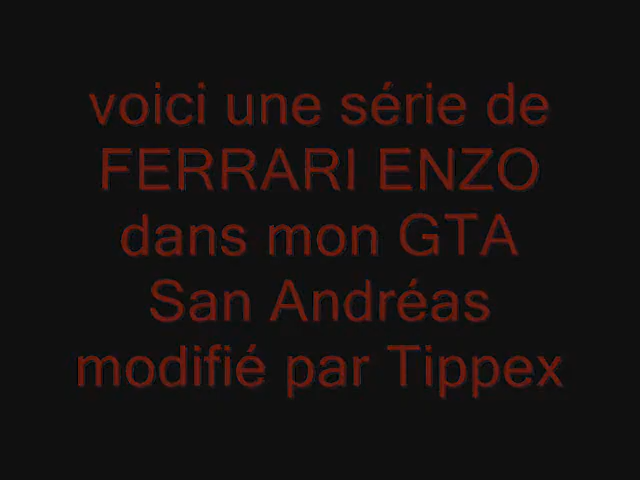 voici une série de
FERRARI ENZO
dans mon GTA
San Andréas
modifié par Tippex